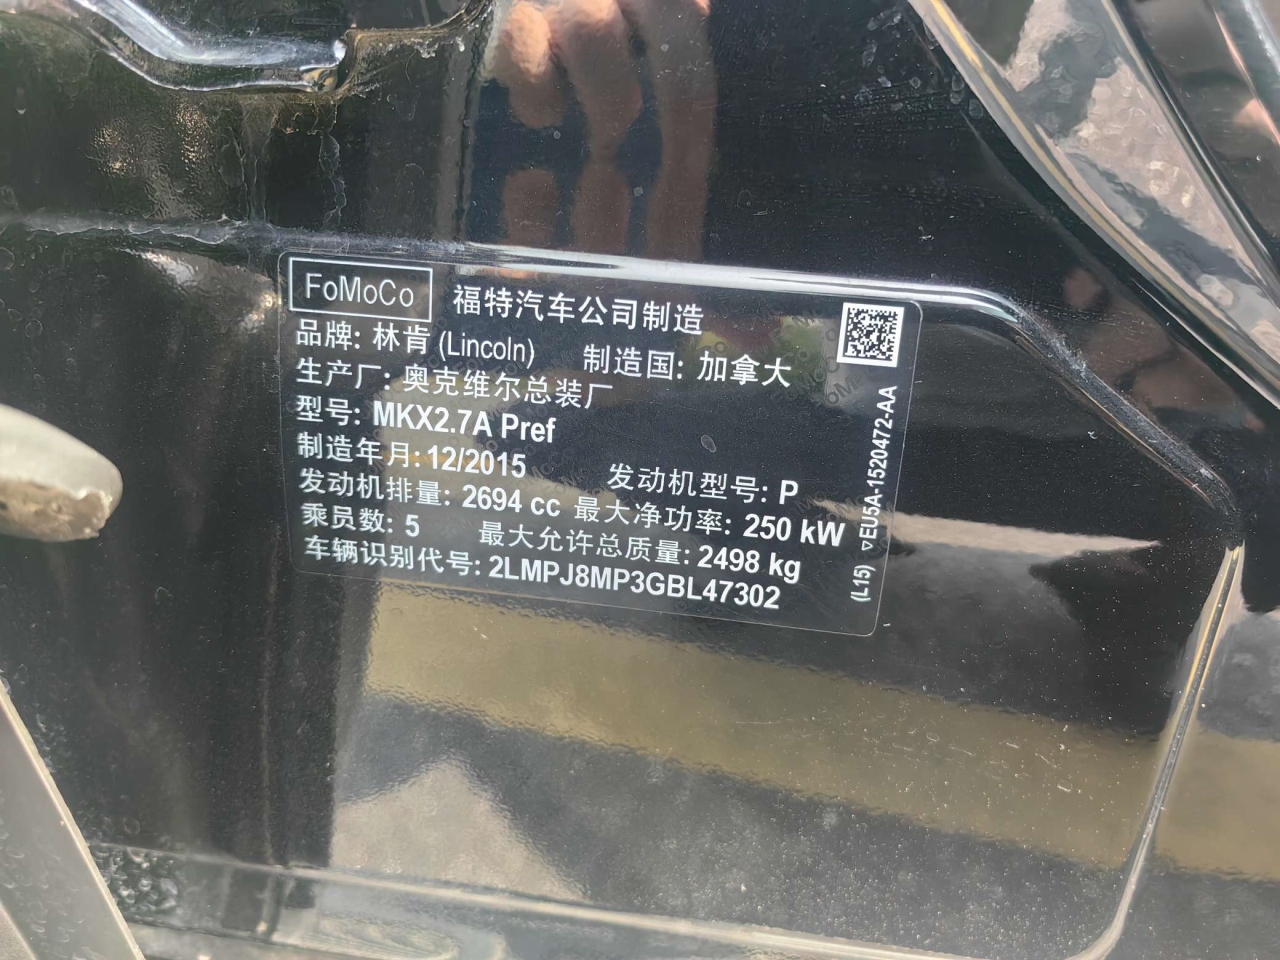 FoMoCo 福特汽车公司制造
品牌: 林肯 (Lincoln) 制造国: 加拿大
生产厂: 奥克维尔总装厂
型号: MKX2.7A Pref
制造年月: 12/2015 发动机型号: P
发动机排量: 2694 cc 最大净功率: 250 kW
乘员数: 5 最大允许总质量: 2498 kg
车辆识别代号: 2LMPJ8MP3GBL47302
(L15) ▽EU5A-1520472-AA